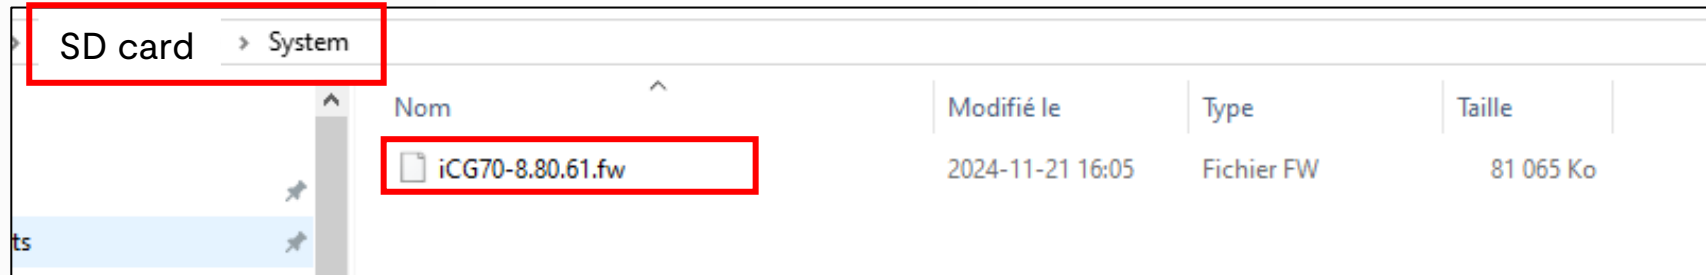 SD card > System
Nom Modifié le Type Taille
iCG70-8.80.61.fw 2024-11-21 16:05 Fichier FW 81 065 Ko
ts